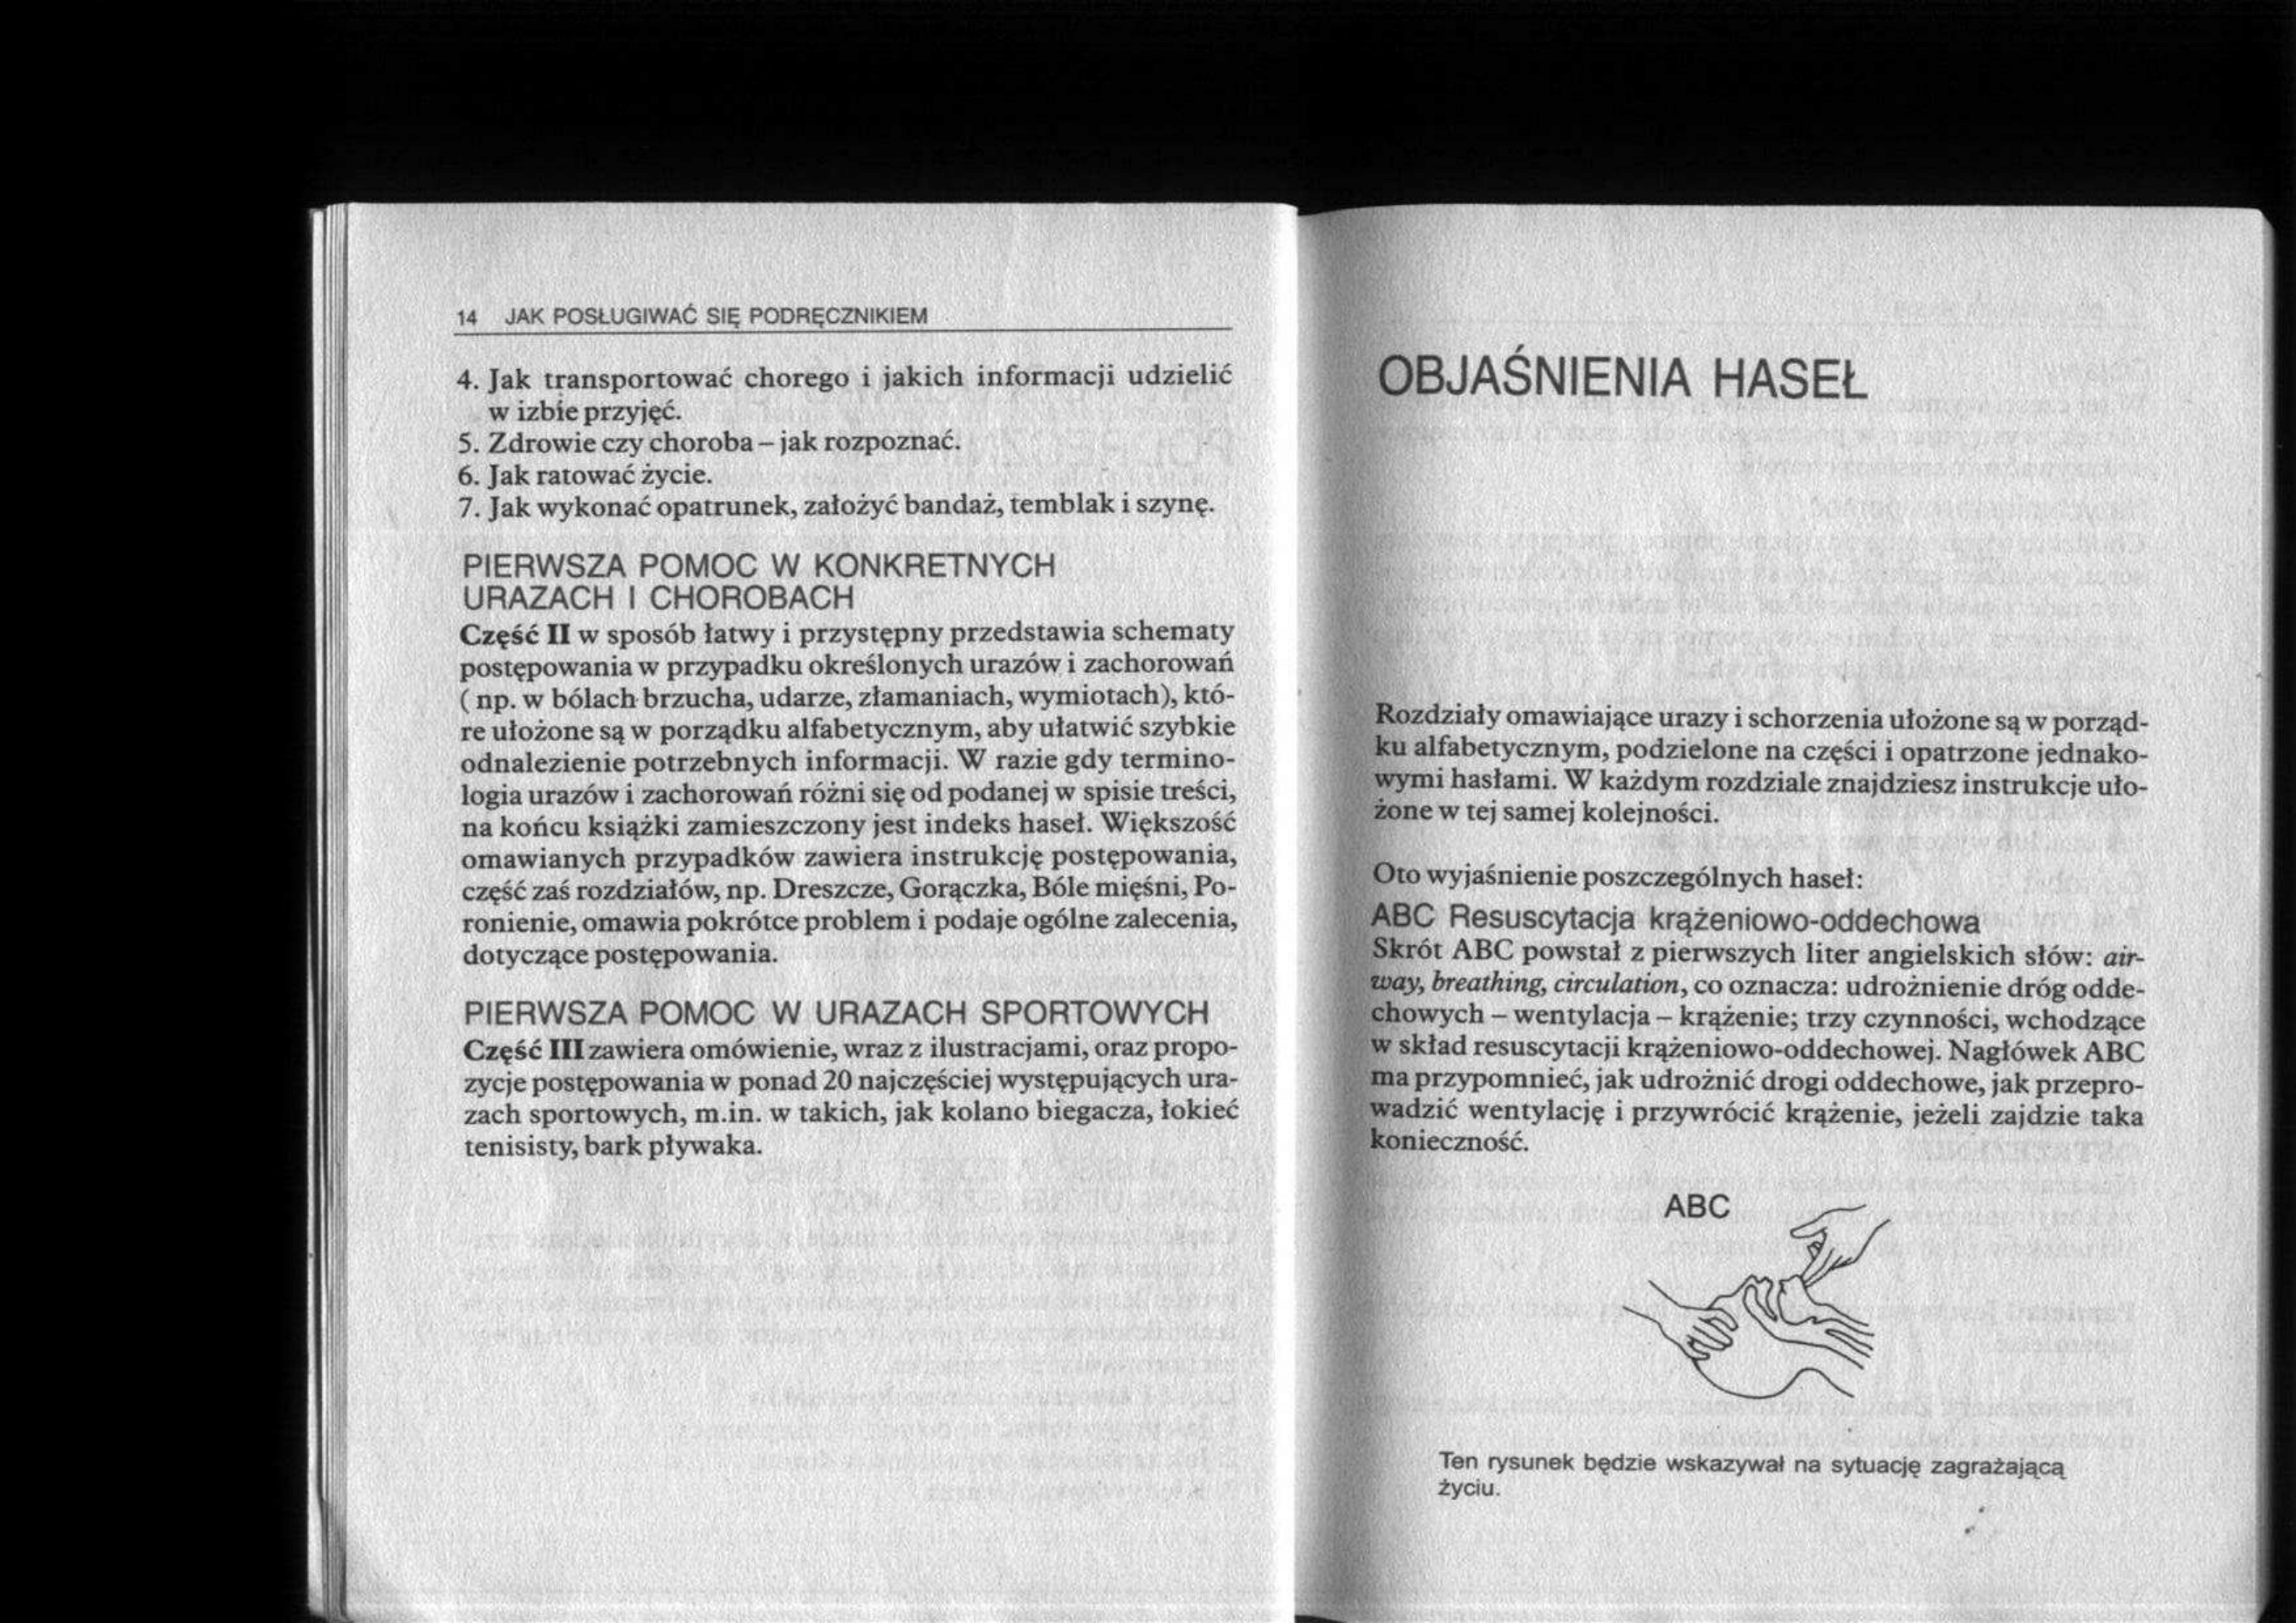 14 JAK POSŁUGIWAĆ SIĘ PODRĘCZNIKIEM
4. Jak transportować chorego i jakich informacji udzielić
w izbie przyjęć.
5. Zdrowie czy choroba – jak rozpoznać.
6. Jak ratować życie.
7. Jak wykonać opatrunek, założyć bandaż, temblak i szynę.
PIERWSZA POMOC W KONKRETNYCH
URAZACH I CHOROBACH
Część II w sposób łatwy i przystępny przedstawia schematy
postępowania w przypadku określonych urazów i zachorowań
( np. w bólach brzucha, udarze, złamaniach, wymiotach), któ-
re ułożone są w porządku alfabetycznym, aby ułatwić szybkie
odnalezienie potrzebnych informacji. W razie gdy termino-
logia urazów i zachorowań różni się od podanej w spisie treści,
na końcu książki zamieszczony jest indeks haseł. Większość
omawianych przypadków zawiera instrukcję postępowania,
część zaś rozdziałów, np. Dreszcze, Gorączka, Bóle mięśni, Po-
ronienie, omawia pokrótce problem i podaje ogólne zalecenia,
dotyczące postępowania.
PIERWSZA POMOC W URAZACH SPORTOWYCH
Część III zawiera omówienie, wraz z ilustracjami, oraz propo-
zycje postępowania w ponad 20 najczęściej występujących ura-
zach sportowych, m.in. w takich, jak kolano biegacza, łokieć
tenisisty, bark pływaka.
OBJAŚNIENIA HASEŁ
Rozdziały omawiające urazy i schorzenia ułożone są w porząd-
ku alfabetycznym, podzielone na części i opatrzone jednako-
wymi hasłami. W każdym rozdziale znajdziesz instrukcje uło-
żone w tej samej kolejności.
Oto wyjaśnienie poszczególnych haseł:
ABC Resuscytacja krążeniowo-oddechowa
Skrót ABC powstał z pierwszych liter angielskich słów: air-
way, breathing, circulation, co oznacza: udrożnienie dróg odde-
chowych – wentylacja – krążenie; trzy czynności, wchodzące
w skład resuscytacji krążeniowo-oddechowej. Nagłówek ABC
ma przypomnieć, jak udrożnić drogi oddechowe, jak przepro-
wadzić wentylację i przywrócić krążenie, jeżeli zajdzie taka
konieczność.
ABC
Ten rysunek będzie wskazywał na sytuację zagrażającą
życiu.